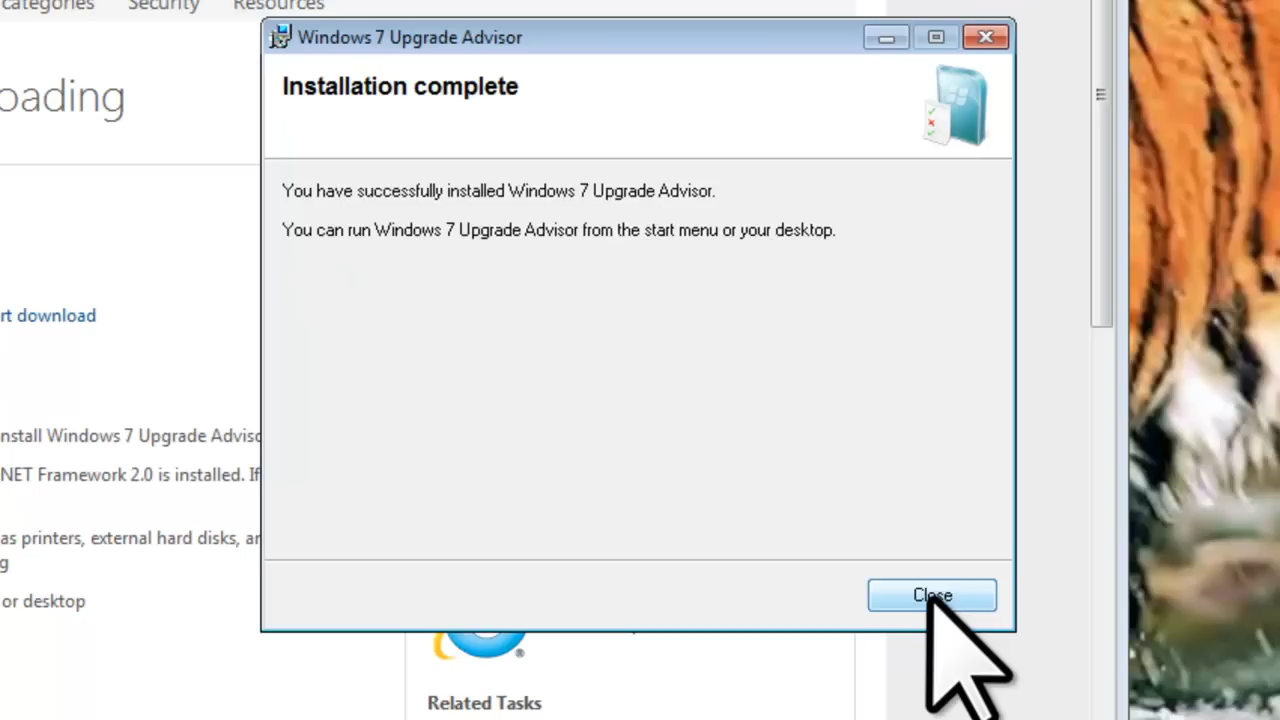 categories Security Resources
Windows 7 Upgrade Advisor
Installation complete
oading
You have successfully installed Windows 7 Upgrade Advisor.
You can run Windows 7 Upgrade Advisor from the start menu or your desktop.
rt download
nstall Windows 7 Upgrade Adviso
NET Framework 2.0 is installed. If
as printers, external hard disks, an
g
or desktop
Close
®
Related Tasks